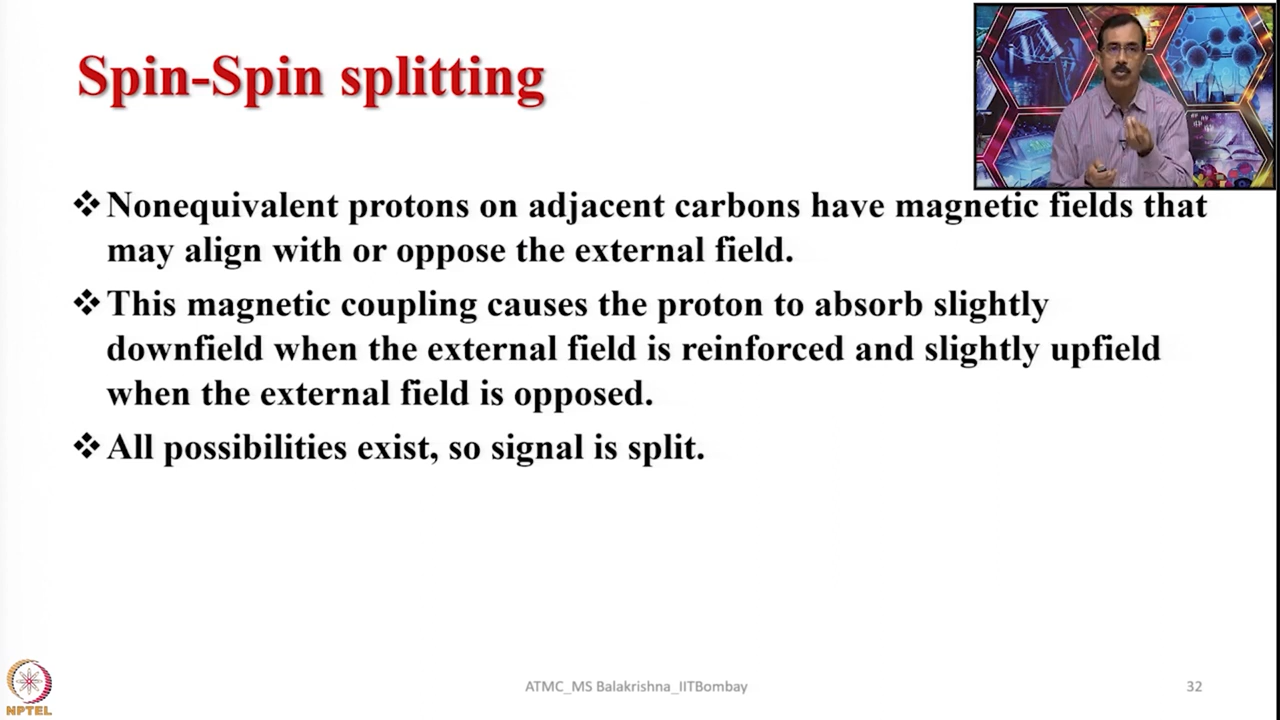 Spin-Spin splitting
❖Nonequivalent protons on adjacent carbons have magnetic fields that
may align with or oppose the external field.
❖This magnetic coupling causes the proton to absorb slightly
downfield when the external field is reinforced and slightly upfield
when the external field is opposed.
❖All possibilities exist, so signal is split.
NPTEL
ATMC_MS Balakrishna_IITBombay
32